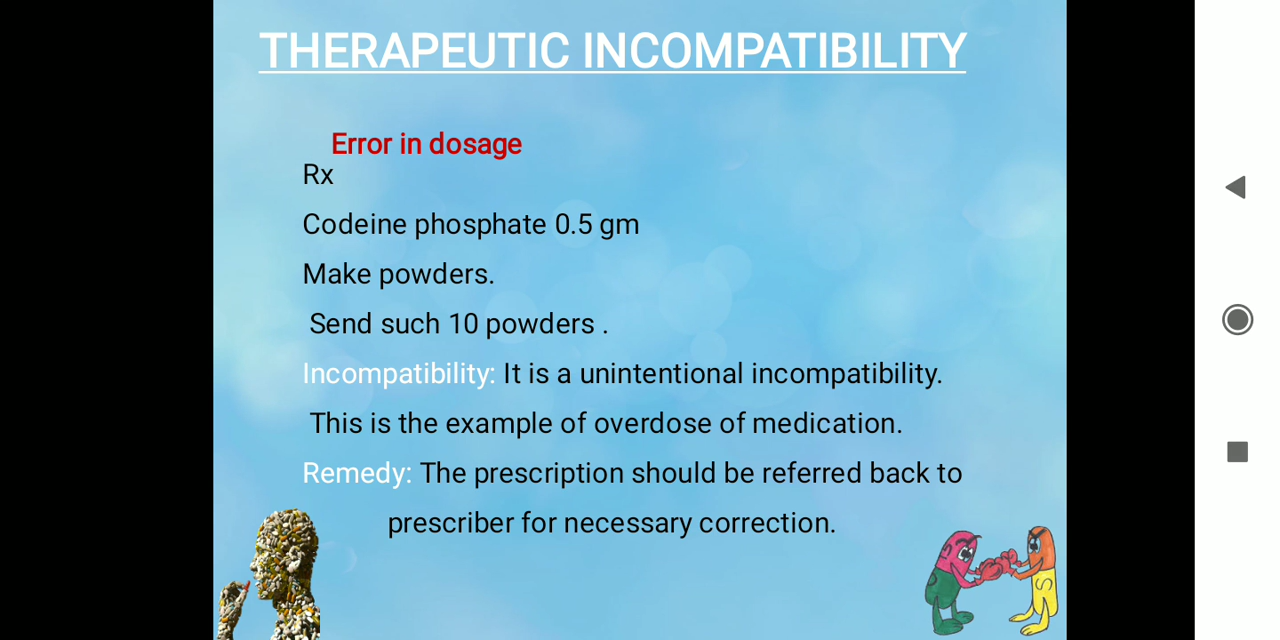 THERAPEUTIC INCOMPATIBILITY
Error in dosage
Rx
Codeine phosphate 0.5 gm
Make powders.
Send such 10 powders .
Incompatibility: It is a unintentional incompatibility.
This is the example of overdose of medication.
Remedy: The prescription should be referred back to
prescriber for necessary correction.